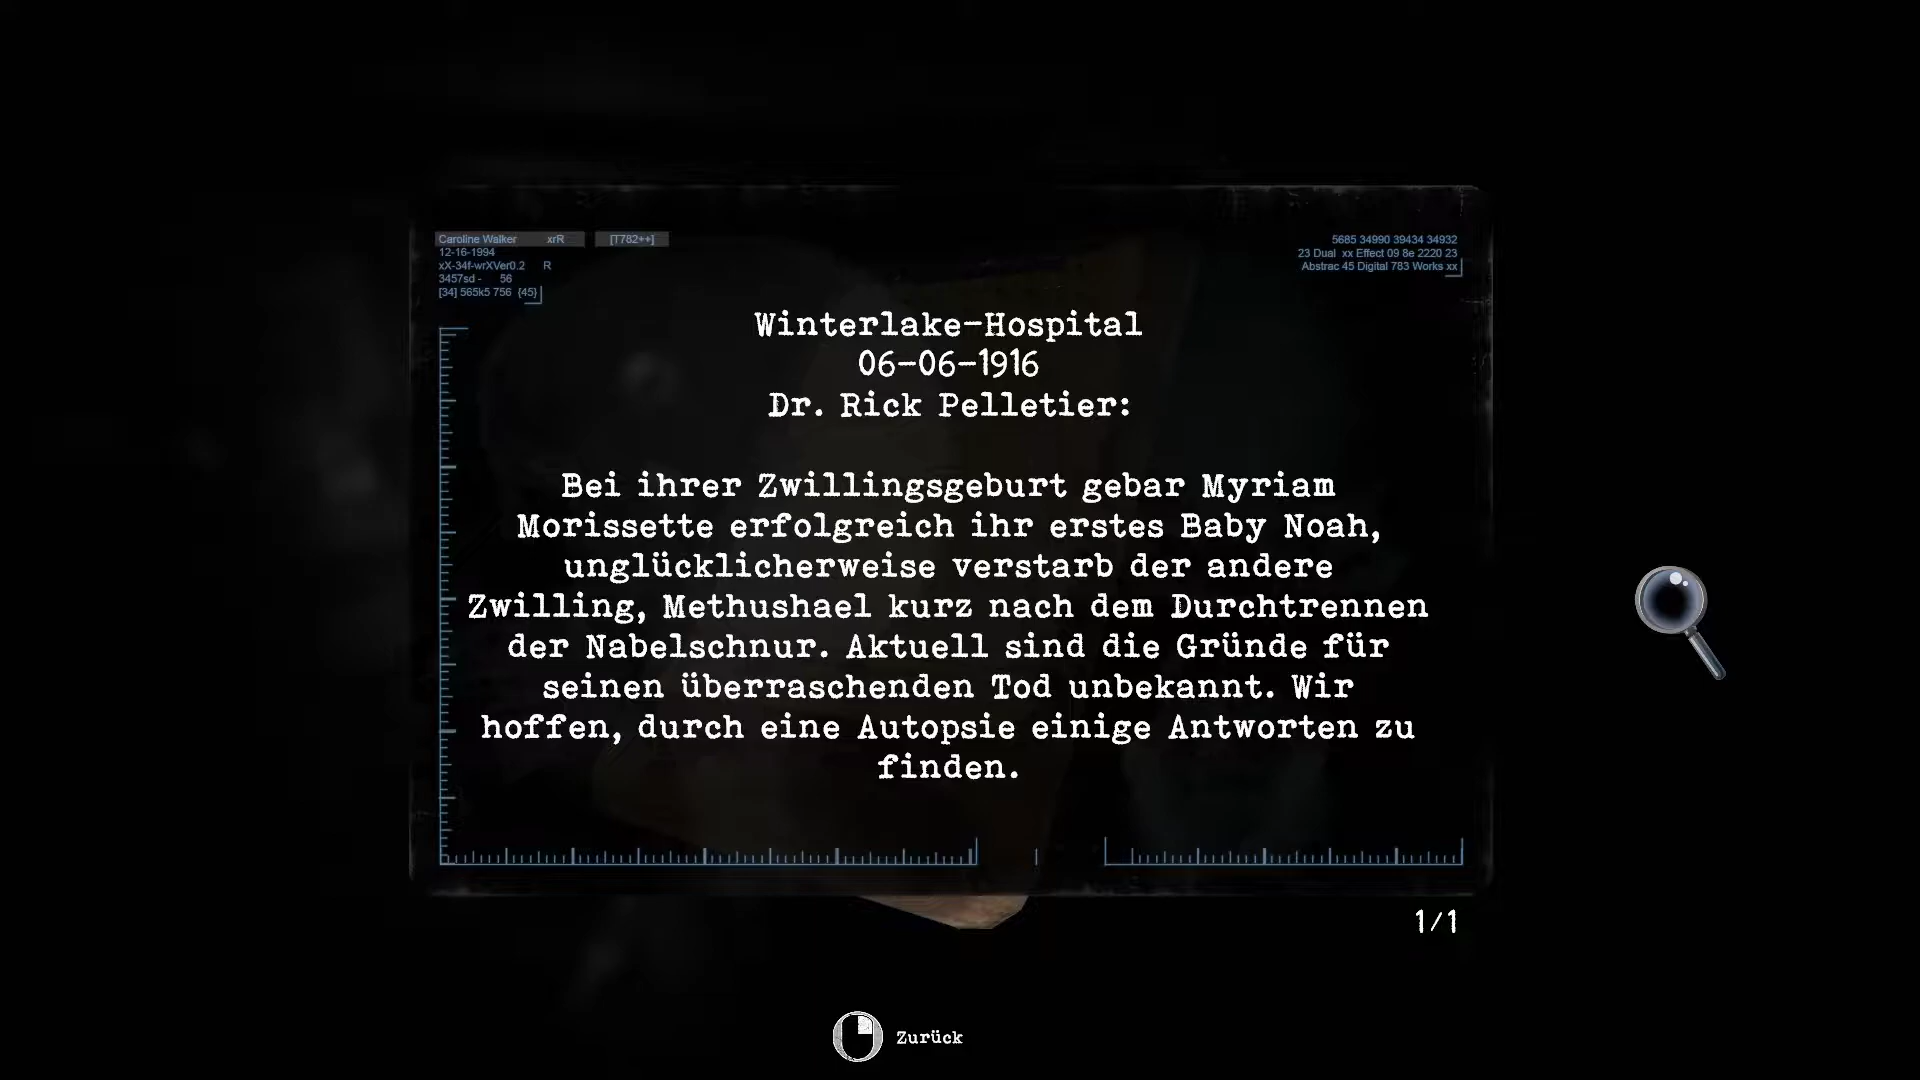 Caroline Walker xrR [T782++]
12-16-1994
xX-34f-wrXVer0.2 R
3457sd - 56
[34] 565k5 756 {45}
5685 34990 39434 34932
23 Dual xx Effect 09 8e 2220 23
Abstrac 45 Digital 783 Works xx
Winterlake-Hospital
06-06-1916
Dr. Rick Pelletier:
Bei ihrer Zwillingsgeburt gebar Myriam
Morissette erfolgreich ihr erstes Baby Noah,
unglücklicherweise verstarb der andere
Zwilling, Methushael kurz nach dem Durchtrennen
der Nabelschnur. Aktuell sind die Gründe für
seinen überraschenden Tod unbekannt. Wir
hoffen, durch eine Autopsie einige Antworten zu
finden.
1/1
Zurück